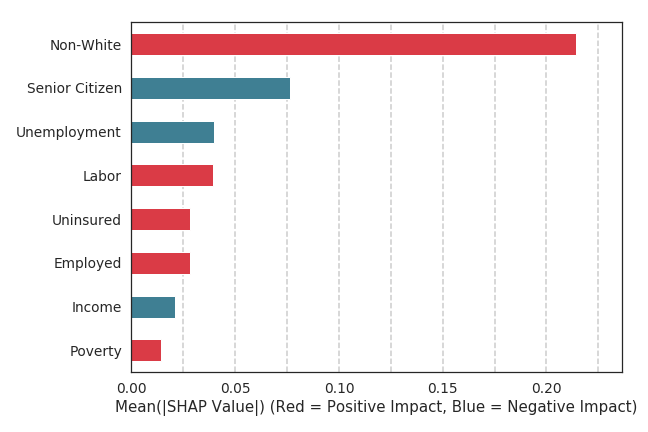 Non-White
Senior Citizen
Unemployment
Labor
Uninsured
Employed
Income
Poverty
0.00 0.05 0.10 0.15 0.20
Mean(|SHAP Value|) (Red = Positive Impact, Blue = Negative Impact)